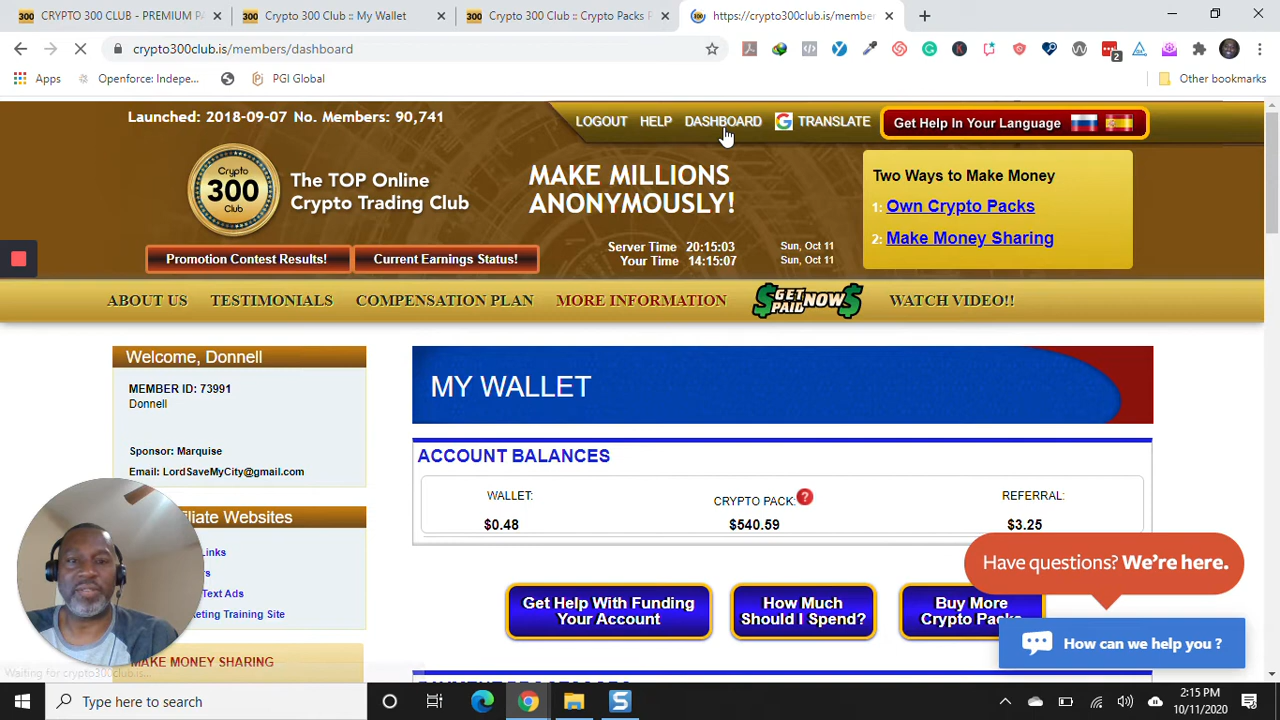 CRYPTO 300 CLUB - PREMIUM P
Crypto 300 Club :: My Wallet
Crypto 300 Club :: Crypto Packs P
https://crypto300club.is/member
crypto300club.is/members/dashboard
2
Apps
Openforce: Indepe...
PGI Global
Other bookmarks
Launched: 2018-09-07 No. Members: 90,741
LOGOUT
HELP
DASHBOARD
TRANSLATE
Get Help In Your Language
Crypto
300
Club
The TOP Online
Crypto Trading Club
MAKE MILLIONS
ANONYMOUSLY!
Two Ways to Make Money
1: Own Crypto Packs
2: Make Money Sharing
Promotion Contest Results!
Current Earnings Status!
Server Time 20:15:03 Sun, Oct 11
Your Time 14:15:07 Sun, Oct 11
ABOUT US
TESTIMONIALS
COMPENSATION PLAN
MORE INFORMATION
GET PAID NOW
WATCH VIDEO!!
Welcome, Donnell
MEMBER ID: 73991
Donnell
Sponsor: Marquise
Email: LordSaveMyCity@gmail.com
MY WALLET
ACCOUNT BALANCES
WALLET:
CRYPTO PACK: ?
REFERRAL:
$0.48
$540.59
$3.25
Get Help With Funding
Your Account
How Much
Should I Spend?
Buy More
Crypto Packs
Websites
Text Ads
Training Site
MAKE MONEY SHARING
Have questions? We're here.
How can we help you ?
Waiting for crypto300club.is...
Type here to search
2:15 PM
10/11/2020